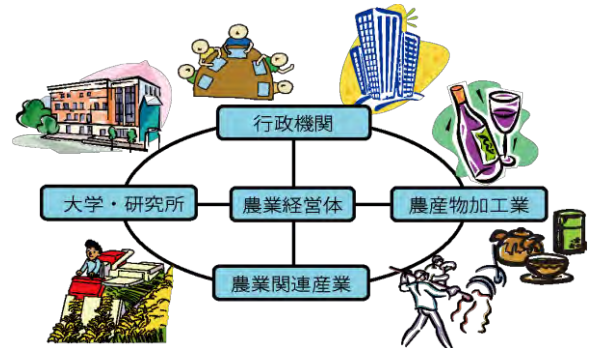 行政機関
大学・研究所
農業経営体
農産物加工業
農業関連産業